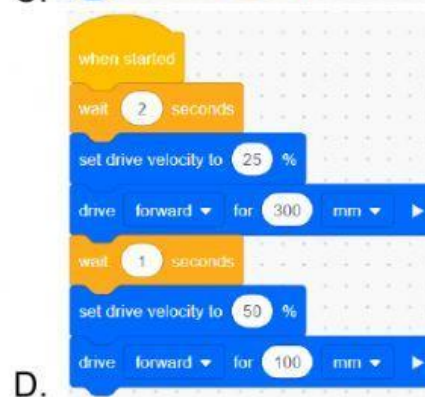 when started
wait 2 seconds
set drive velocity to 25 %
drive forward for 300 mm
wait 1 seconds
set drive velocity to 50 %
drive forward for 100 mm
D.